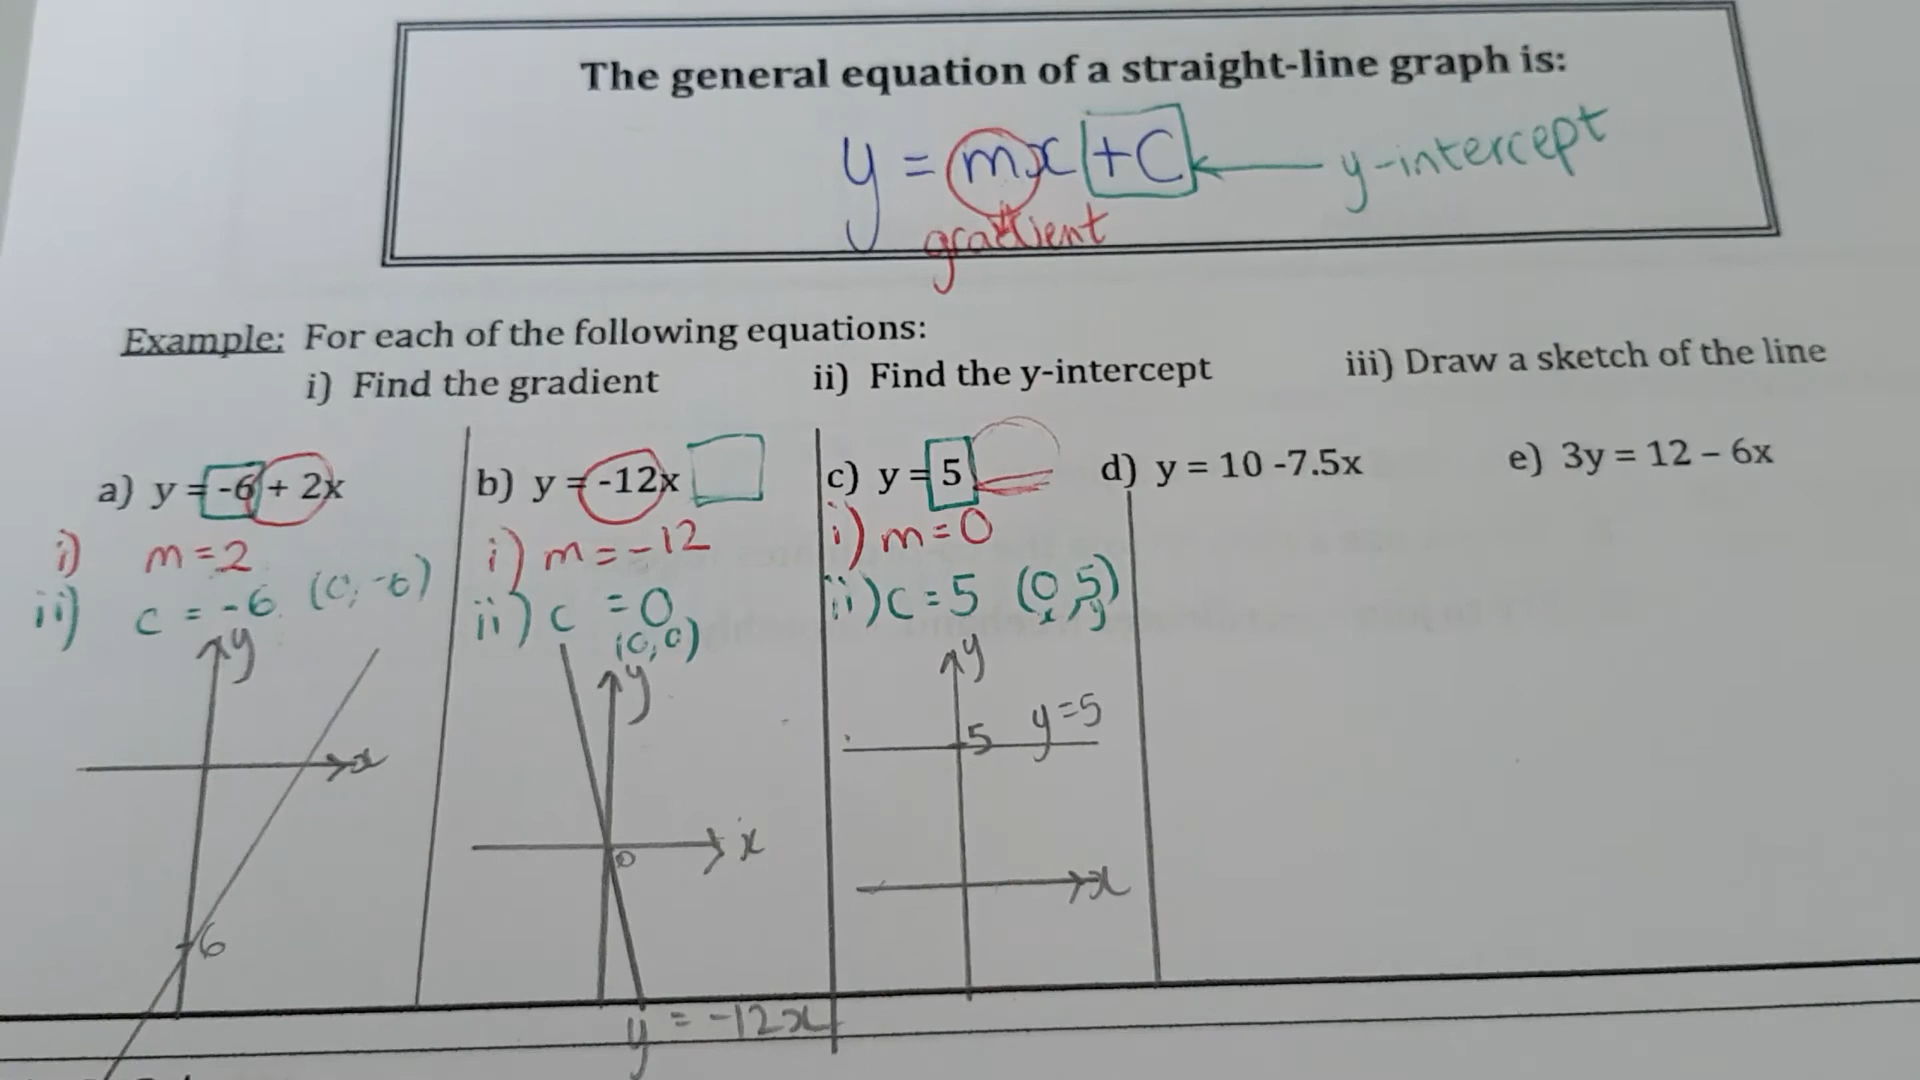 The general equation of a straight-line graph is:
y = mx + c ← y-intercept
gradient
Example: For each of the following equations:
i) Find the gradient ii) Find the y-intercept iii) Draw a sketch of the line
a) y = -6 + 2x
i) m = 2
ii) c = -6 (0, -6)
y
x
-6
b) y = -12x
i) m = -12
ii) c = 0
(0, 0)
y
x
0
y = -12x
c) y = 5
i) m = 0
ii) c = 5 (0, 5)
x y
y
5 y = 5
x
d) y = 10 -7.5x
e) 3y = 12 – 6x